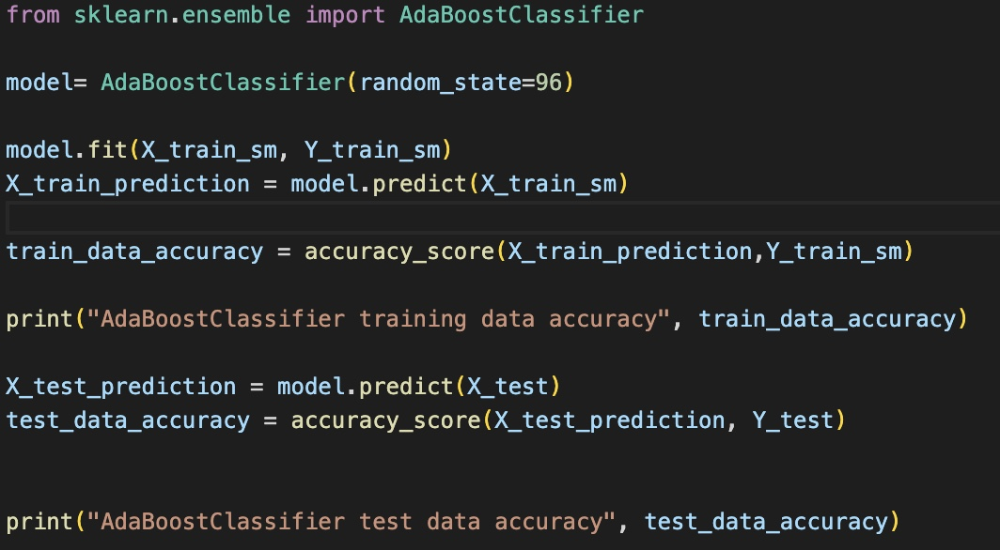 from sklearn.ensemble import AdaBoostClassifier
model= AdaBoostClassifier(random_state=96)
model.fit(X_train_sm, Y_train_sm)
X_train_prediction = model.predict(X_train_sm)
train_data_accuracy = accuracy_score(X_train_prediction,Y_train_sm)
print("AdaBoostClassifier training data accuracy", train_data_accuracy)
X_test_prediction = model.predict(X_test)
test_data_accuracy = accuracy_score(X_test_prediction, Y_test)
print("AdaBoostClassifier test data accuracy", test_data_accuracy)